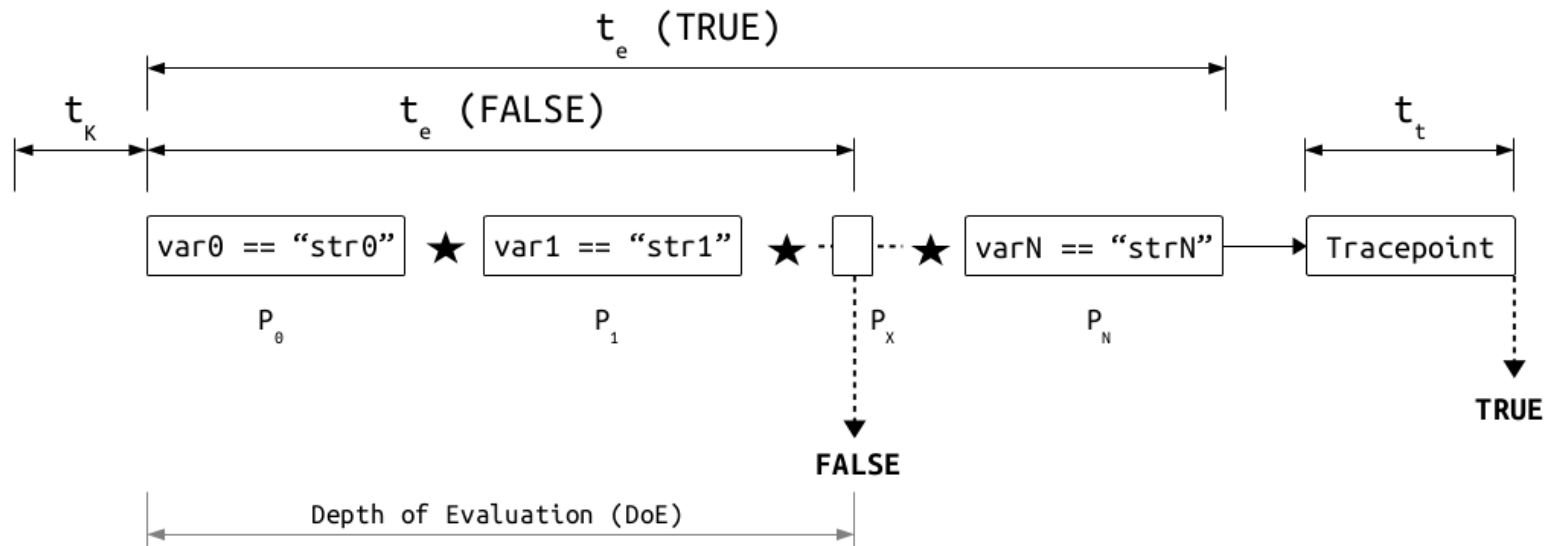 t_e (TRUE)
t_K t_e (FALSE) t_t
var0 == “str0” ★ var1 == “str1” ★ ★ varN == “strN” Tracepoint
P_0 P_1 P_X P_N
TRUE
FALSE
Depth of Evaluation (DoE)